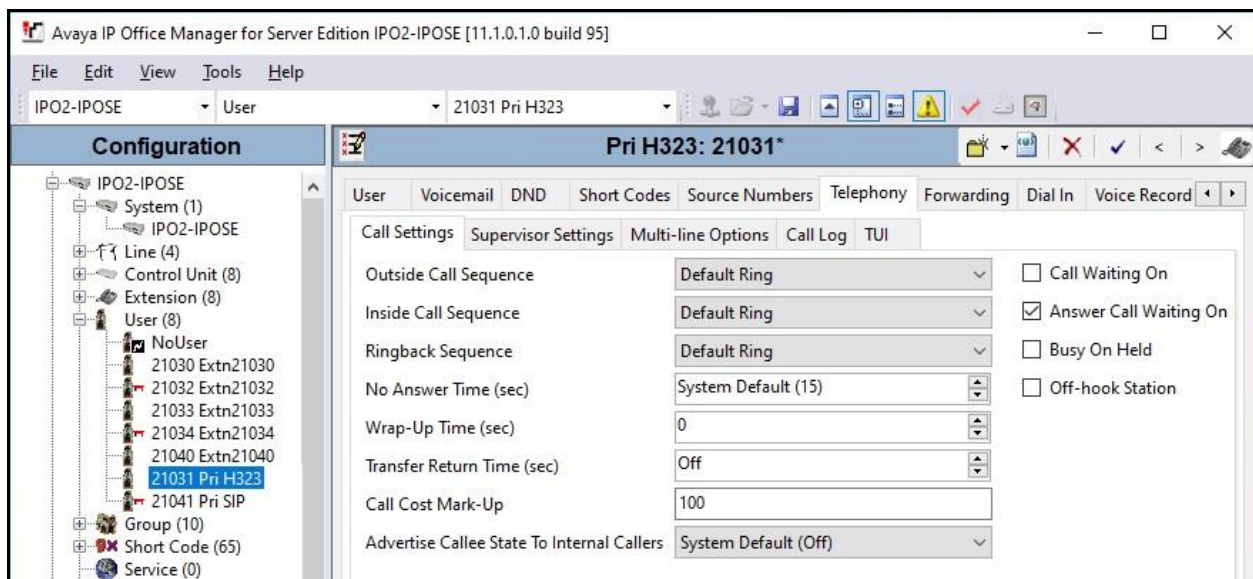 Avaya IP Office Manager for Server Edition IPO2-IPOSE [11.1.0.1.0 build 95]
File Edit View Tools Help
IPO2-IPOSE User 21031 Pri H323
Configuration
Pri H323: 21031*
IPO2-IPOSE
System (1)
IPO2-IPOSE
Line (4)
Control Unit (8)
Extension (8)
User (8)
NoUser
21030 Extn21030
21032 Extn21032
21033 Extn21033
21034 Extn21034
21040 Extn21040
21031 Pri H323
21041 Pri SIP
Group (10)
Short Code (65)
Service (0)
User Voicemail DND Short Codes Source Numbers Telephony Forwarding Dial In Voice Record
Call Settings Supervisor Settings Multi-line Options Call Log TUI
Outside Call Sequence Default Ring Call Waiting On
Inside Call Sequence Default Ring Answer Call Waiting On
Ringback Sequence Default Ring Busy On Held
No Answer Time (sec) System Default (15) Off-hook Station
Wrap-Up Time (sec) 0
Transfer Return Time (sec) Off
Call Cost Mark-Up 100
Advertise Callee State To Internal Callers System Default (Off)